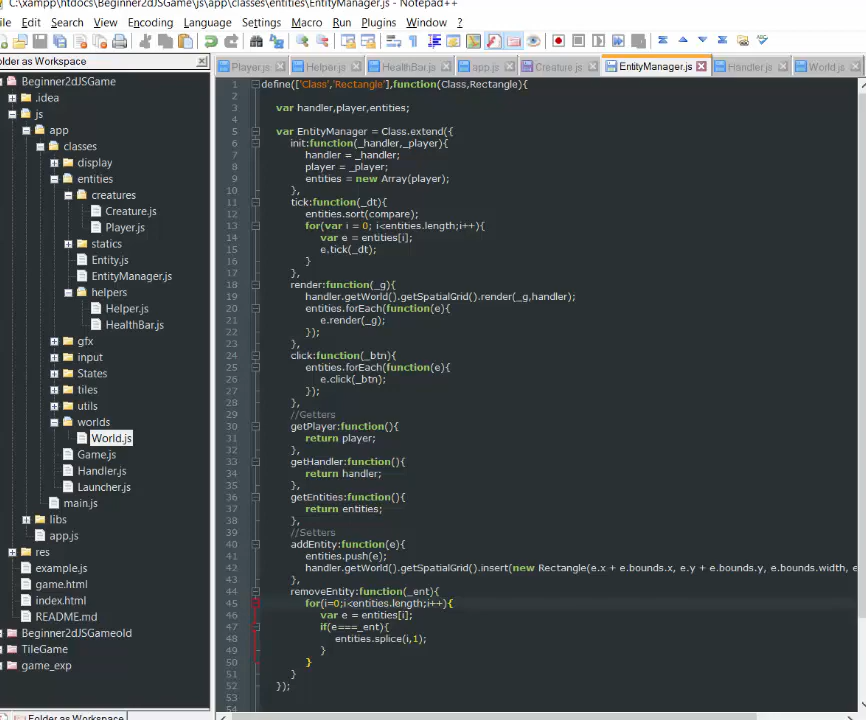 C:\xampp\htdocs\Beginner2dJSGame\js\app\classes\entities\EntityManager.js - Notepad++
File Edit Search View Encoding Language Settings Macro Run Plugins Window ?
older as Workspace
Player.js Helper.js HealthBar.js app.js Creature.js EntityManager.js Handler.js World.js
Beginner2dJSGame
.idea
js
app
classes
display
entities
creatures
Creature.js
Player.js
statics
Entity.js
EntityManager.js
helpers
Helper.js
HealthBar.js
gfx
input
States
tiles
utils
worlds
World.js
Game.js
Handler.js
Launcher.js
main.js
libs
app.js
res
example.js
game.html
index.html
README.md
Beginner2dJSGameold
TileGame
game_exp
Folder as Workspace
1 define(['Class','Rectangle'],function(Class,Rectangle){
2
3 var handler,player,entities;
4
5 var EntityManager = Class.extend({
6 init:function(_handler,_player){
7 handler = _handler;
8 player = _player;
9 entities = new Array(player);
10 },
11 tick:function(_dt){
12 entities.sort(compare);
13 for(var i = 0; i<entities.length;i++){
14 var e = entities[i];
15 e.tick(_dt);
16 }
17 },
18 render:function(_g){
19 handler.getWorld().getSpatialGrid().render(_g,handler);
20 entities.forEach(function(e){
21 e.render(_g);
22 });
23 },
24 click:function(_btn){
25 entities.forEach(function(e){
26 e.click(_btn);
27 });
28 },
29 //Getters
30 getPlayer:function(){
31 return player;
32 },
33 getHandler:function(){
34 return handler;
35 },
36 getEntities:function(){
37 return entities;
38 },
39 //Setters
40 addEntity:function(e){
41 entities.push(e);
42 handler.getWorld().getSpatialGrid().insert(new Rectangle(e.x + e.bounds.x, e.y + e.bounds.y, e.bounds.width, e
43 },
44 removeEntity:function(_ent){
45 for(i=0;i<entities.length;i++){
46 var e = entities[i];
47 if(e===_ent){
48 entities.splice(i,1);
49 }
50 }
51 }
52 });
53
54